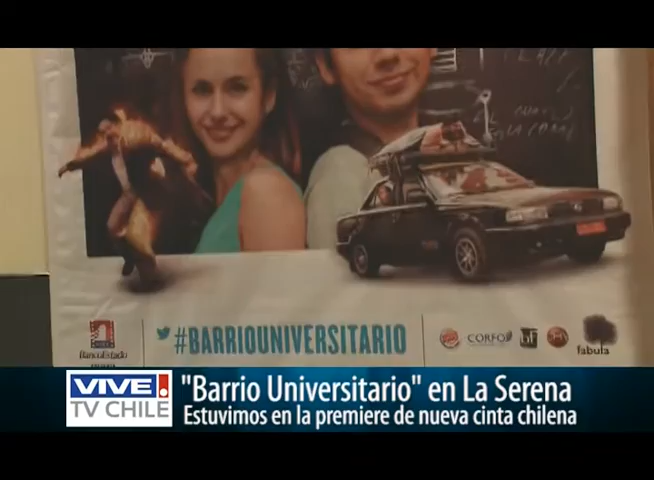 #BARRIOUNIVERSITARIO
BancoEstado
CORFO
fabula
VIVE!
TV CHILE
"Barrio Universitario" en La Serena
Estuvimos en la premiere de nueva cinta chilena